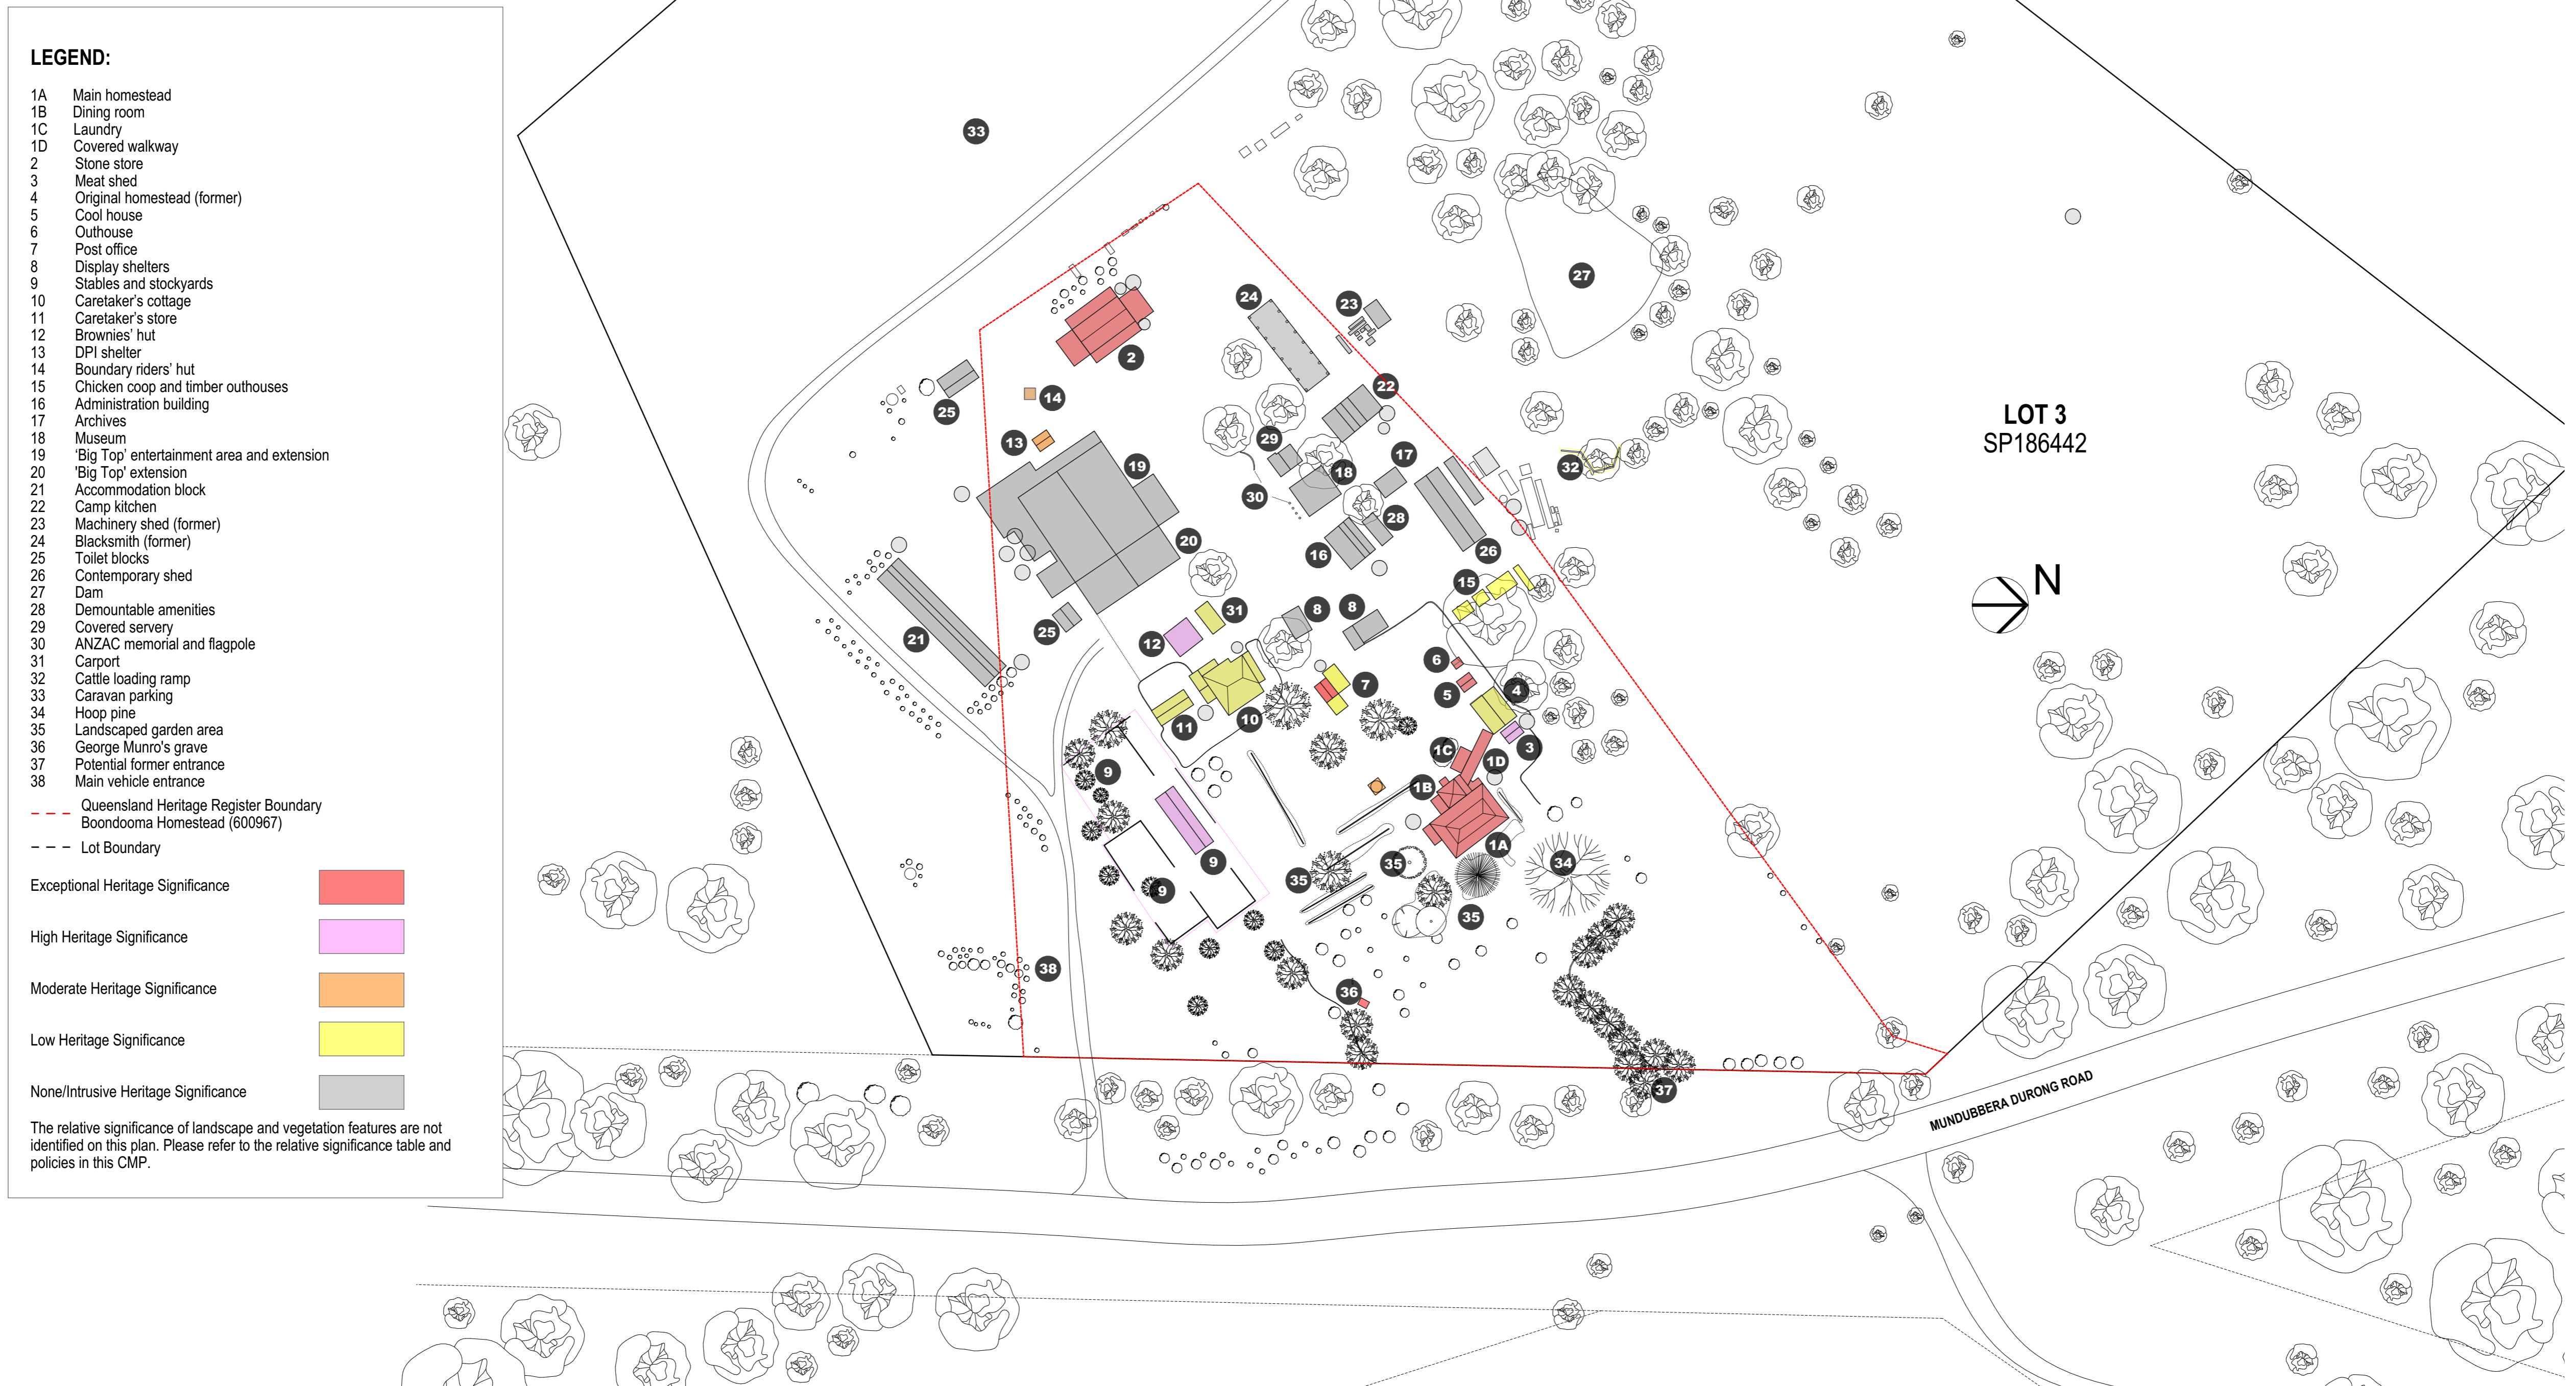 LEGEND:
1A Main homestead
1B Dining room
1C Laundry
1D Covered walkway
2 Stone store
3 Meat shed
4 Original homestead (former)
5 Cool house
6 Outhouse
7 Post office
8 Display shelters
9 Stables and stockyards
10 Caretaker's cottage
11 Caretaker's store
12 Brownies' hut
13 DPI shelter
14 Boundary riders' hut
15 Chicken coop and timber outhouses
16 Administration building
17 Archives
18 Museum
19 'Big Top' entertainment area and extension
20 'Big Top' extension
21 Accommodation block
22 Camp kitchen
23 Machinery shed (former)
24 Blacksmith (former)
25 Toilet blocks
26 Contemporary shed
27 Dam
28 Demountable amenities
29 Covered servery
30 ANZAC memorial and flagpole
31 Carport
32 Cattle loading ramp
33 Caravan parking
34 Hoop pine
35 Landscaped garden area
36 George Munro's grave
37 Potential former entrance
38 Main vehicle entrance
Queensland Heritage Register Boundary
Boondooma Homestead (600967)
Lot Boundary
Exceptional Heritage Significance
High Heritage Significance
Moderate Heritage Significance
Low Heritage Significance
None/Intrusive Heritage Significance
The relative significance of landscape and vegetation features are not
identified on this plan. Please refer to the relative significance table and
policies in this CMP.
33
27
24
23
2
22
25
14
13
29
17
19
18
32
30
28
20
16
26
15
21
25
31
8
8
12
6
7
5
4
11
10
3
1C
1D
9
1B
1A
9
9
35
35
34
35
38
36
37
LOT 3
SP186442
N
MUNDUBBERA DURONG ROAD